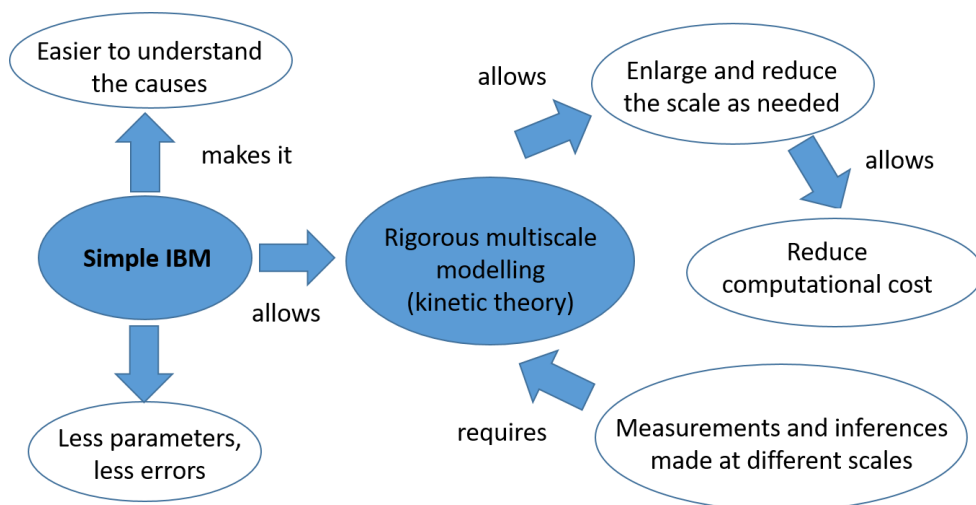 Easier to understand
the causes
makes it
Simple IBM
allows
Less parameters,
less errors
Rigorous multiscale
modelling
(kinetic theory)
allows
Enlarge and reduce
the scale as needed
allows
Reduce
computational cost
requires
Measurements and inferences
made at different scales